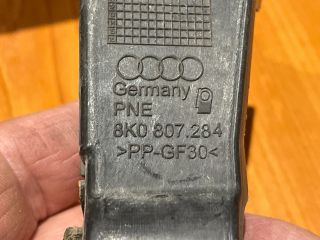 Germany
PNE
8K0 807.284
>PP-GF30<